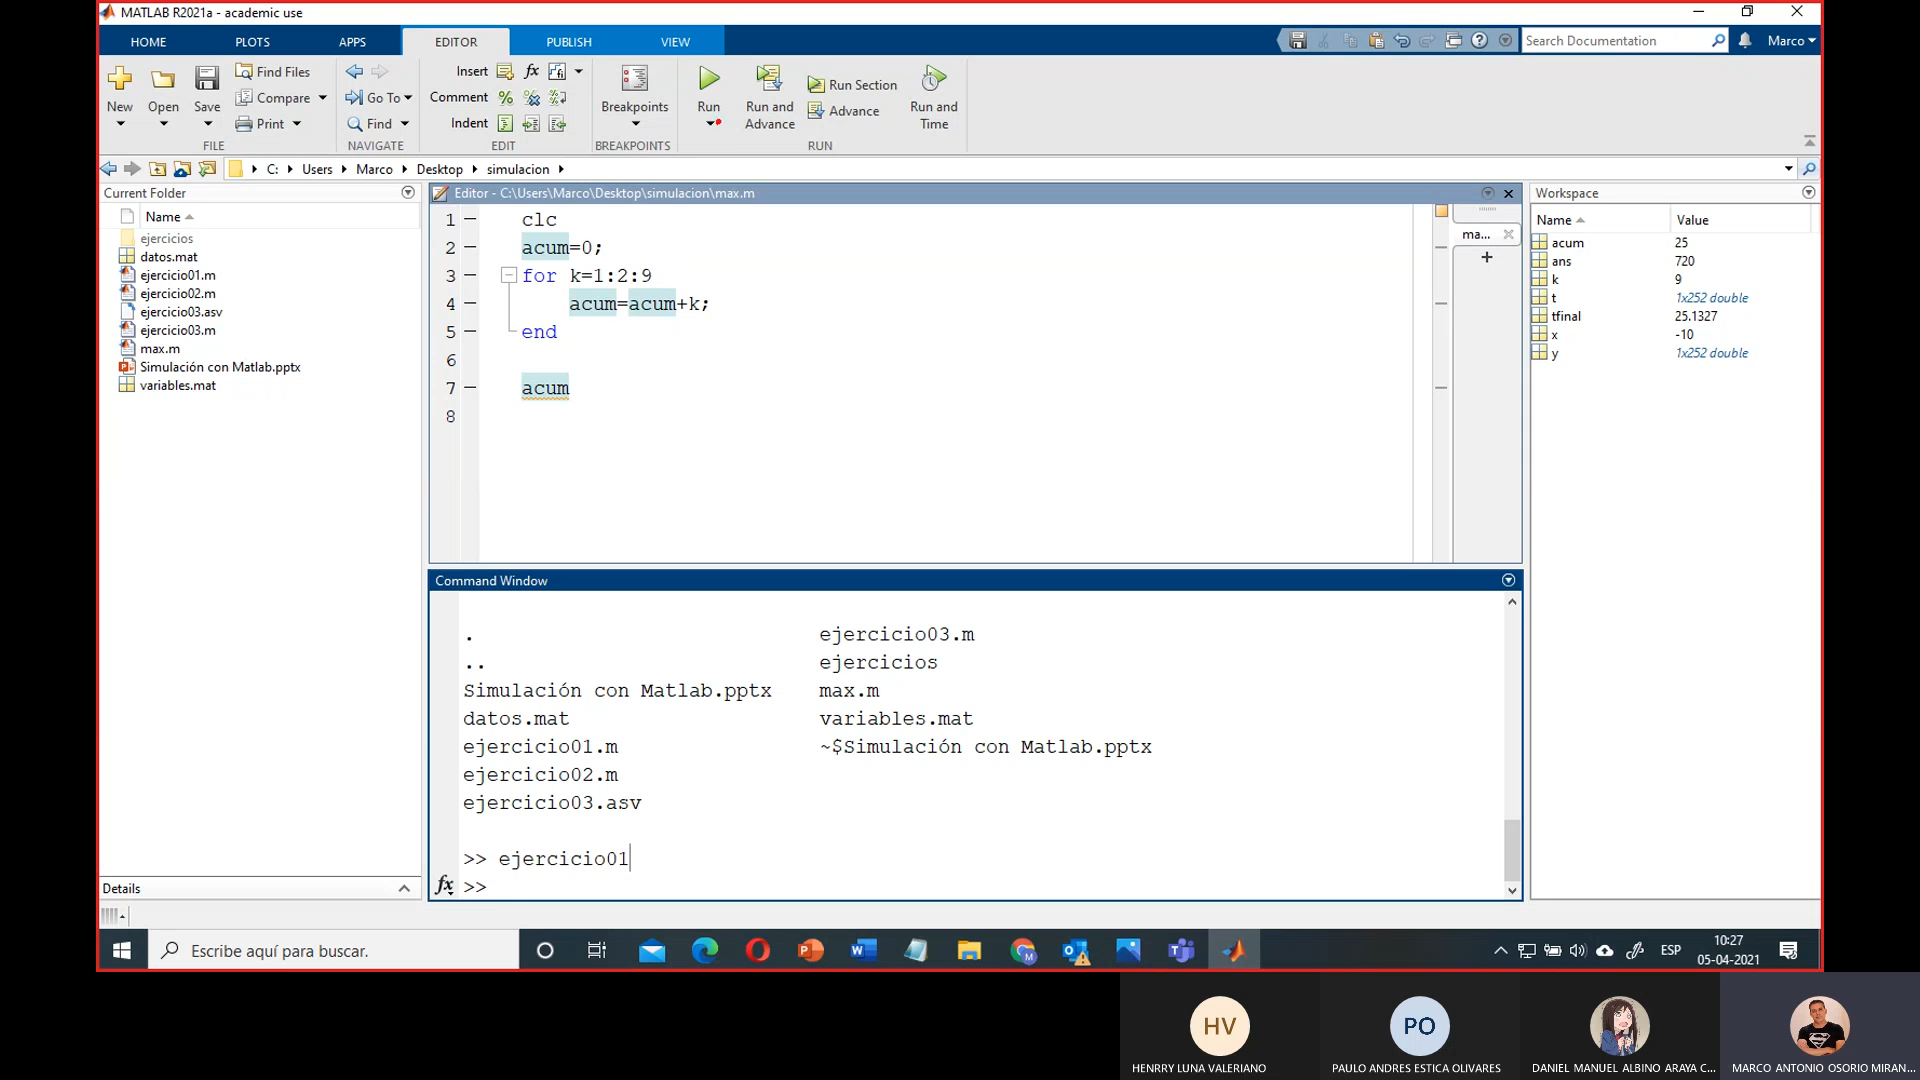 MATLAB R2021a - academic use
HOME PLOTS APPS EDITOR PUBLISH VIEW
Search Documentation
Marco
New
Open
Save
Find Files
Compare
Print
FILE
Go To
Find
NAVIGATE
Insert
fx
Comment
Indent
EDIT
Breakpoints
BREAKPOINTS
Run
Run and
Advance
Run Section
Advance
Run and
Time
RUN
C: Users Marco Desktop simulacion
Current Folder
Name
ejercicios
datos.mat
ejercicio01.m
ejercicio02.m
ejercicio03.asv
ejercicio03.m
max.m
Simulación con Matlab.pptx
variables.mat
Details
Editor - C:\Users\Marco\Desktop\simulacion\max.m
ma...
1 clc
2 acum=0;
3 for k=1:2:9
4 acum=acum+k;
5 end
6
7 acum
8
Command Window
. ejercicio03.m
.. ejercicios
Simulación con Matlab.pptx max.m
datos.mat variables.mat
ejercicio01.m ~$Simulación con Matlab.pptx
ejercicio02.m
ejercicio03.asv
>> ejercicio01
fx >>
Workspace
Name Value
acum 25
ans 720
k 9
t 1x252 double
tfinal 25.1327
x -10
y 1x252 double
Escribe aquí para buscar.
ESP
10:27
05-04-2021
HV
PO
HENRRY LUNA VALERIANO
PAULO ANDRES ESTICA OLIVARES
DANIEL MANUEL ALBINO ARAYA C...
MARCO ANTONIO OSORIO MIRAN...